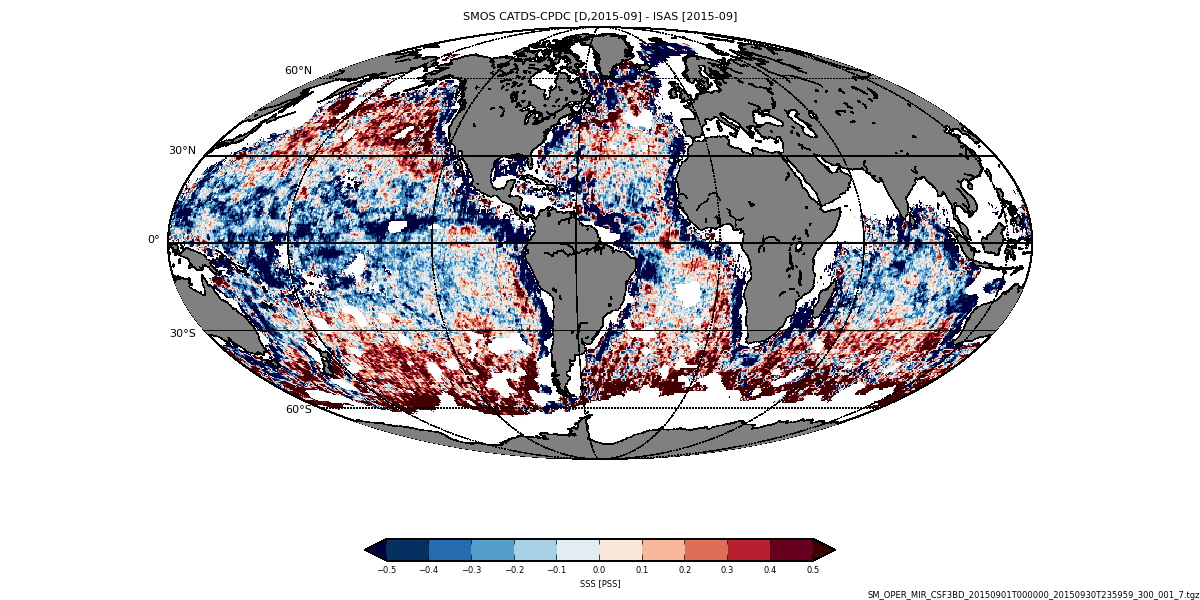 SMOS CATDS-CPDC [D,2015-09] - ISAS [2015-09]
60°N
30°N
0°
30°S
60°S
−0.5 −0.4 −0.3 −0.2 −0.1 0.0 0.1 0.2 0.3 0.4 0.5
SSS [PSS]
SM_OPER_MIR_CSF3BD_20150901T000000_20150930T235959_300_001_7.tgz